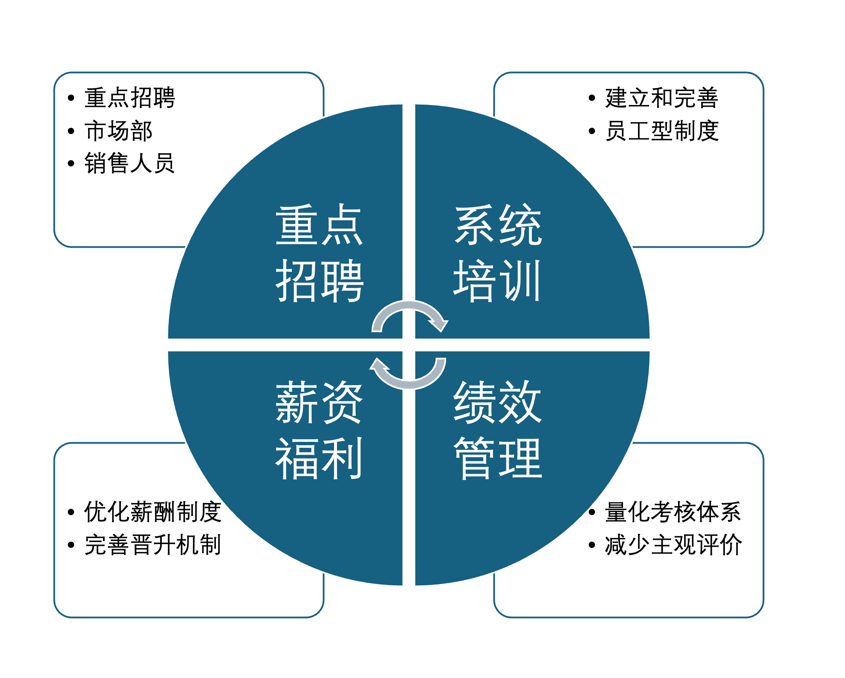 重点招聘
市场部
销售人员
建立和完善
员工型制度
重点
招聘
系统
培训
薪资
福利
绩效
管理
优化薪酬制度
完善晋升机制
量化考核体系
减少主观评价